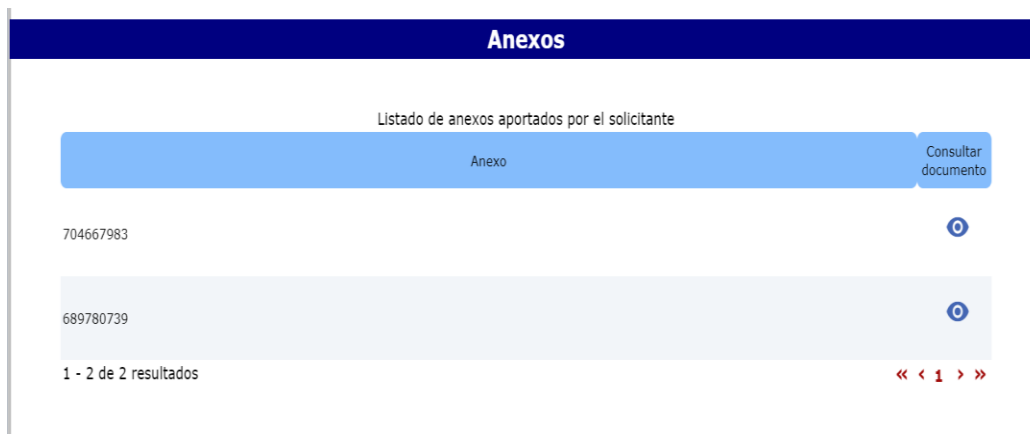 Anexos
Listado de anexos aportados por el solicitante
Anexo
Consultar
documento
704667983
689780739
1 - 2 de 2 resultados
« ‹ 1 › »